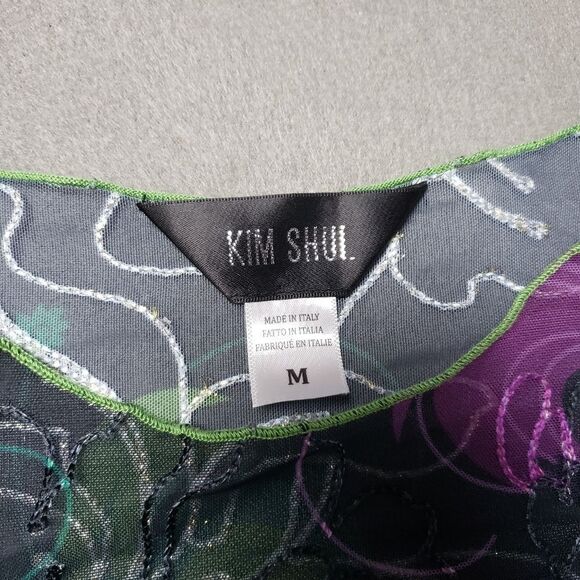 KIM SHUI
MADE IN ITALY
FATTO IN ITALIA
FABRIQUÉ EN ITALIE
M